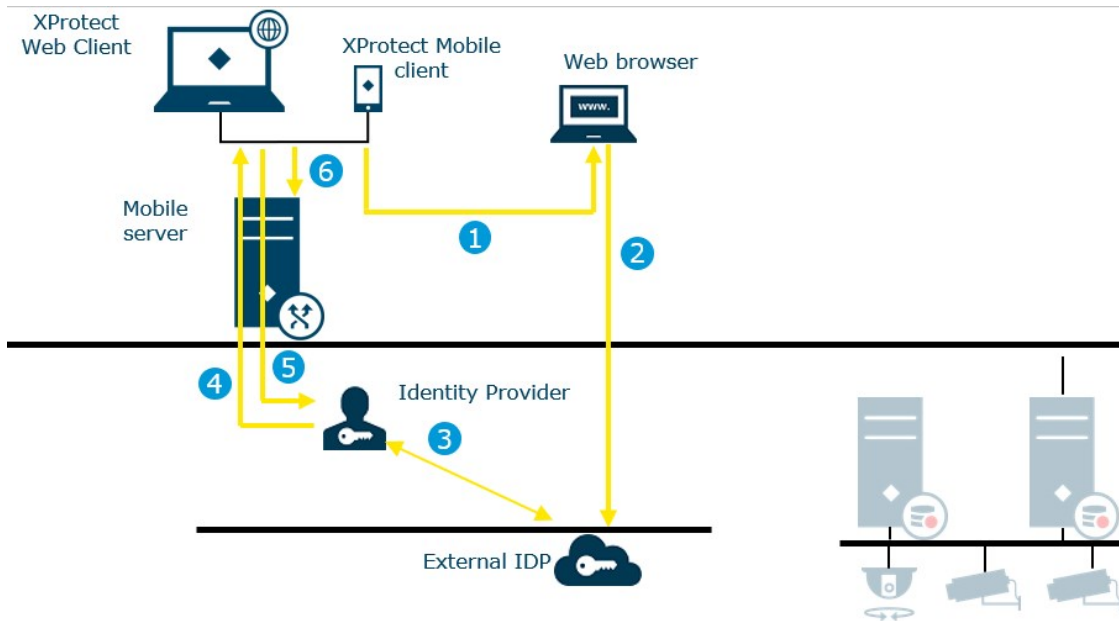 XProtect
Web Client
XProtect Mobile
client
Web browser
www.
6
Mobile
server
1
2
5
4
Identity Provider
3
External IDP